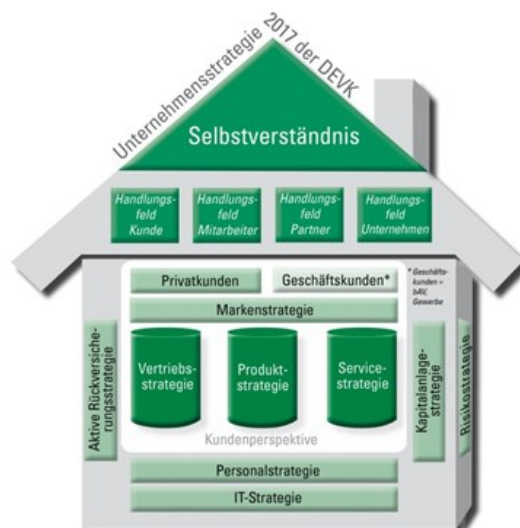 Unternehmensstrategie 2017 der DEVK
Selbstverständnis
Handlungs-
feld
Kunde
Handlungs-
feld
Mitarbeiter
Handlungs-
feld
Partner
Handlungs-
feld
Unternehmen
Privatkunden
Geschäftskunden*
* Geschäfts-
kunden =
bAV,
Gewerbe
Markenstrategie
Aktive Rückversiche-
rungsstrategie
Vertriebs-
strategie
Produkt-
strategie
Service-
strategie
Kapitalanlage-
strategie
Risikostrategie
Kundenperspektive
Personalstrategie
IT-Strategie